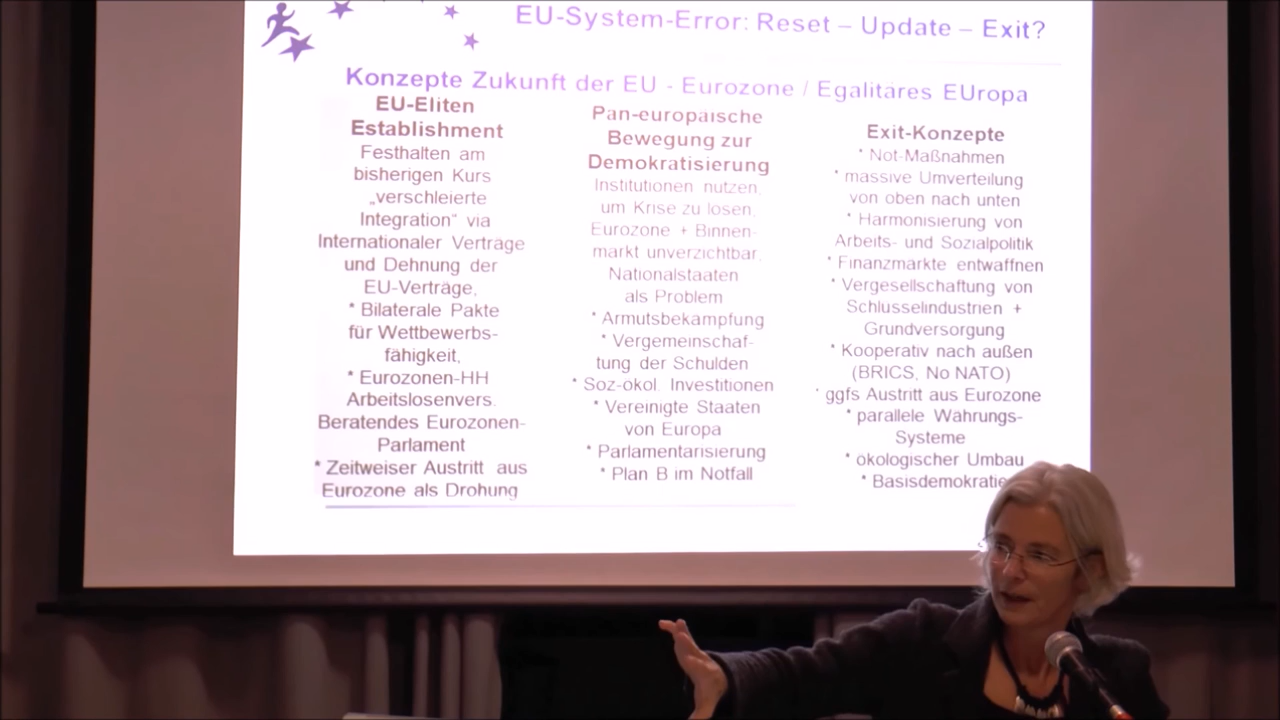 EU-System-Error: Reset – Update – Exit?
Konzepte Zukunft der EU - Eurozone / Egalitäres EUropa
EU-Eliten
Establishment
Festhalten am
bisherigen Kurs
„verschleierte
Integration“ via
Internationaler Verträge
und Dehnung der
EU-Verträge,
* Bilaterale Pakte
für Wettbewerbs-
fähigkeit,
* Eurozonen-HH
Arbeitslosenvers.
Beratendes Eurozonen-
Parlament
* Zeitweiser Austritt aus
Eurozone als Drohung
Pan-europäische
Bewegung zur
Demokratisierung
Institutionen nutzen,
um Krise zu lösen,
Eurozone + Binnen-
markt unverzichtbar,
Nationalstaaten
als Problem
* Armutsbekämpfung
* Vergemeinschaf-
tung der Schulden
* Soz-ökol. Investitionen
* Vereinigte Staaten
von Europa
* Parlamentarisierung
* Plan B im Notfall
Exit-Konzepte
* Not-Maßnahmen
* massive Umverteilung
von oben nach unten
* Harmonisierung von
Arbeits- und Sozialpolitik
* Finanzmärkte entwaffnen
* Vergesellschaftung von
Schlüsselindustrien +
Grundversorgung
* Kooperativ nach außen
(BRICS, No NATO)
* ggfs Austritt aus Eurozone
* parallele Währungs-
Systeme
* ökologischer Umbau
* Basisdemokratie